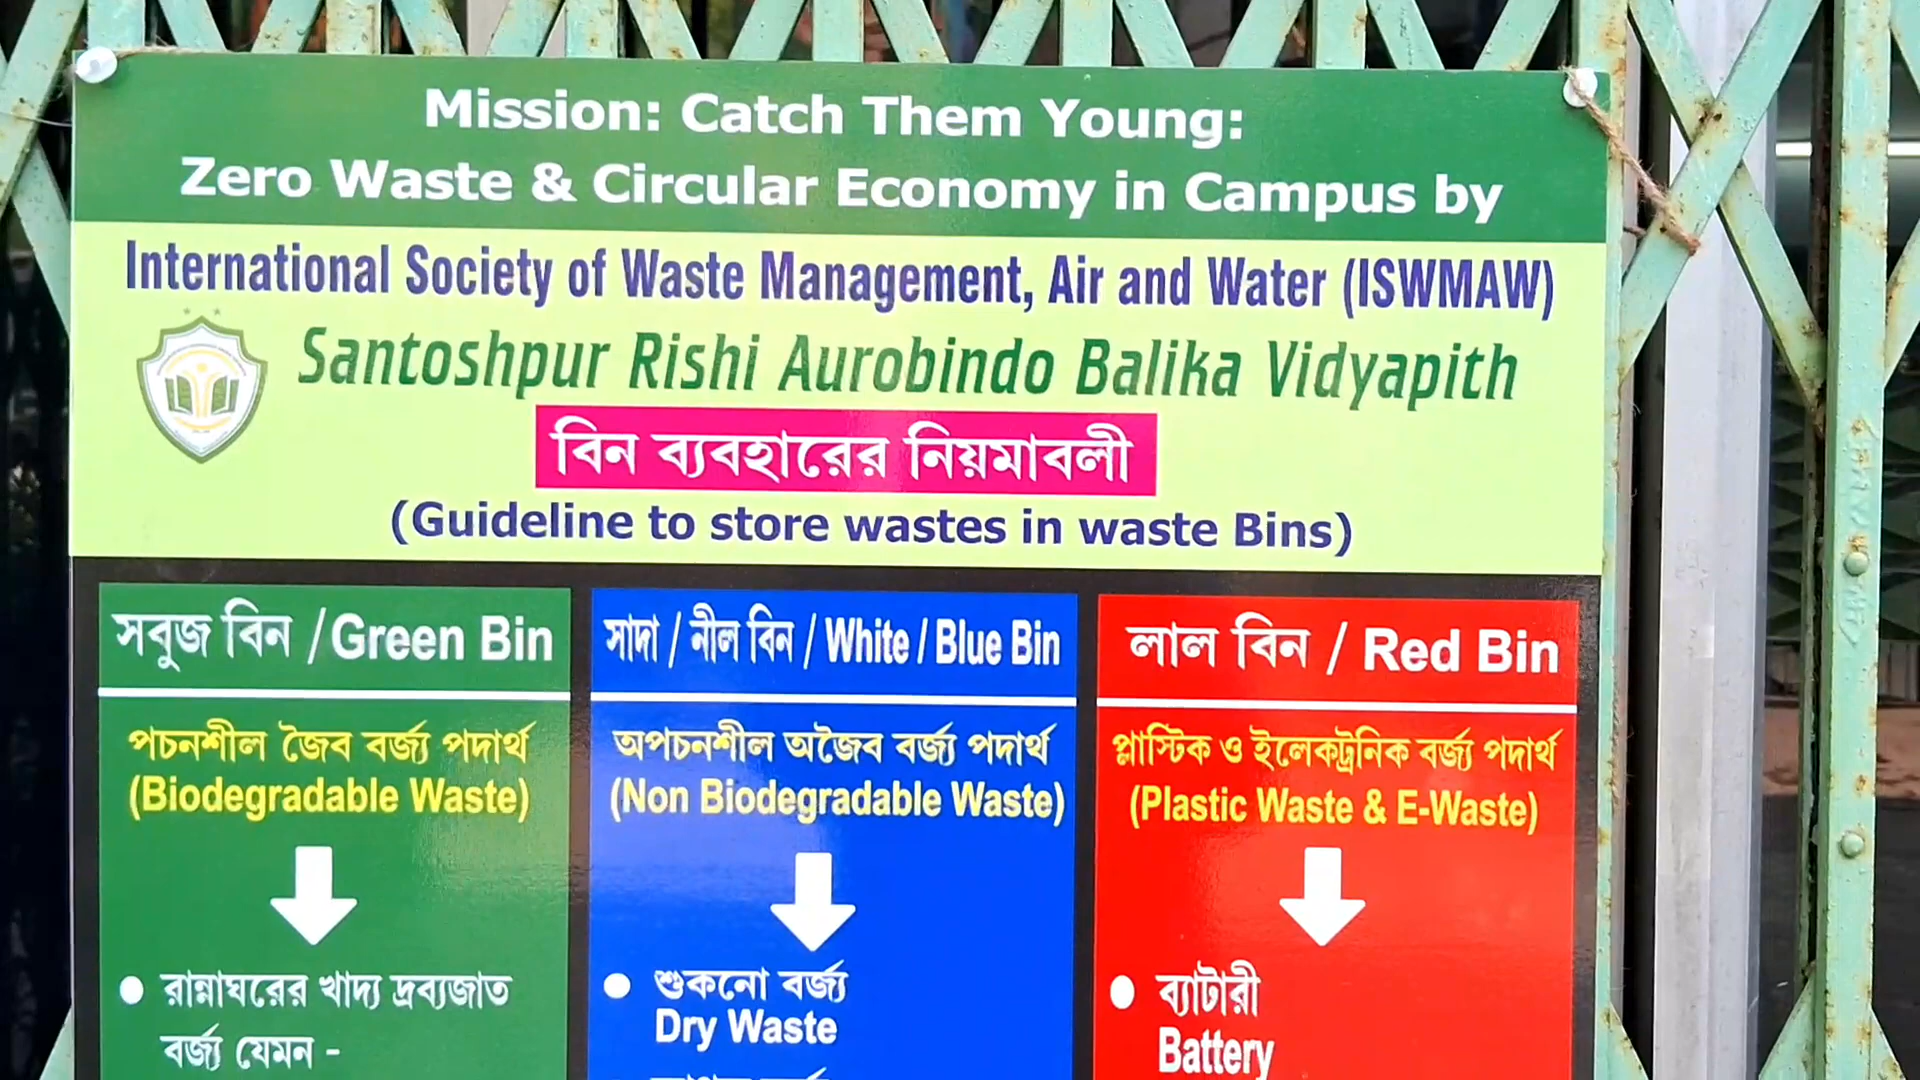 Mission: Catch Them Young:
Zero Waste & Circular Economy in Campus by
International Society of Waste Management, Air and Water (ISWMAW)
Santoshpur Rishi Aurobindo Balika Vidyapith
বিন ব্যবহারের নিয়মাবলী
(Guideline to store wastes in waste Bins)
সবুজ বিন / Green Bin
পচনশীল জৈব বর্জ্য পদার্থ
(Biodegradable Waste)
রান্নাঘরের খাদ্য দ্রব্যজাত
বর্জ্য যেমন -
সাদা / নীল বিন / White / Blue Bin
অপচনশীল অজৈব বর্জ্য পদার্থ
(Non Biodegradable Waste)
শুকনো বর্জ্য
Dry Waste
লাল বিন / Red Bin
প্লাস্টিক ও ইলেকট্রনিক বর্জ্য পদার্থ
(Plastic Waste & E-Waste)
ব্যাটারী
Battery